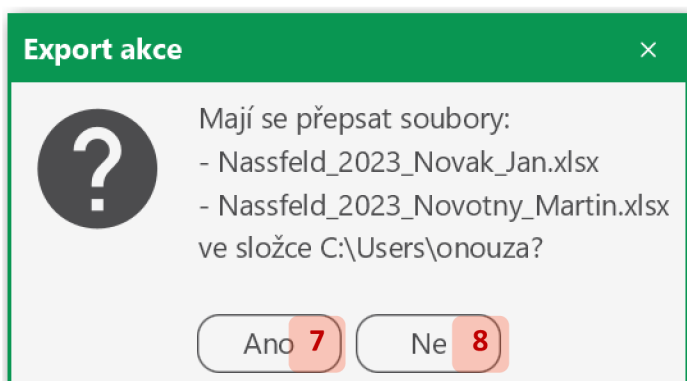 Export akce ×
?
Mají se přepsat soubory:
- Nassfeld_2023_Novak_Jan.xlsx
- Nassfeld_2023_Novotny_Martin.xlsx
ve složce C:\Users\onouza?
Ano 7 Ne 8